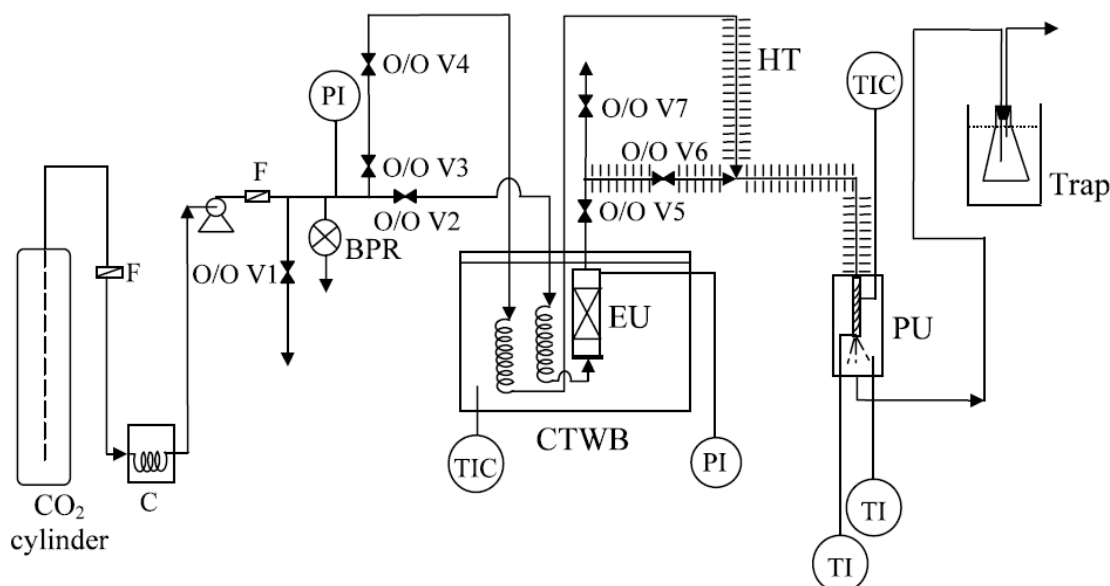 O/O V4
HT
PI
TIC
O/O V7
O/O V3
O/O V6
F
Trap
O/O V2
O/O V5
BPR
F
O/O V1
EU
PU
CTWB
TIC
PI
C
TI
CO₂
cylinder
TI